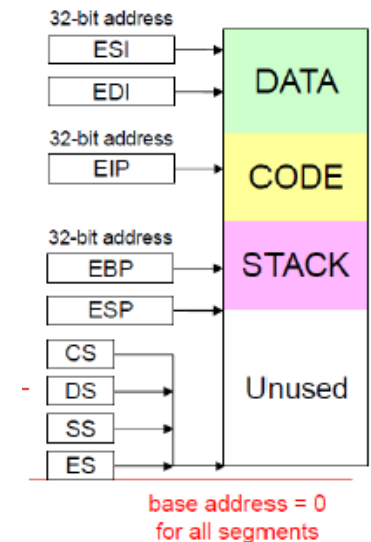 32-bit address
ESI
EDI
DATA
32-bit address
EIP
CODE
32-bit address
EBP
STACK
ESP
CS
DS
Unused
SS
ES
base address = 0
for all segments